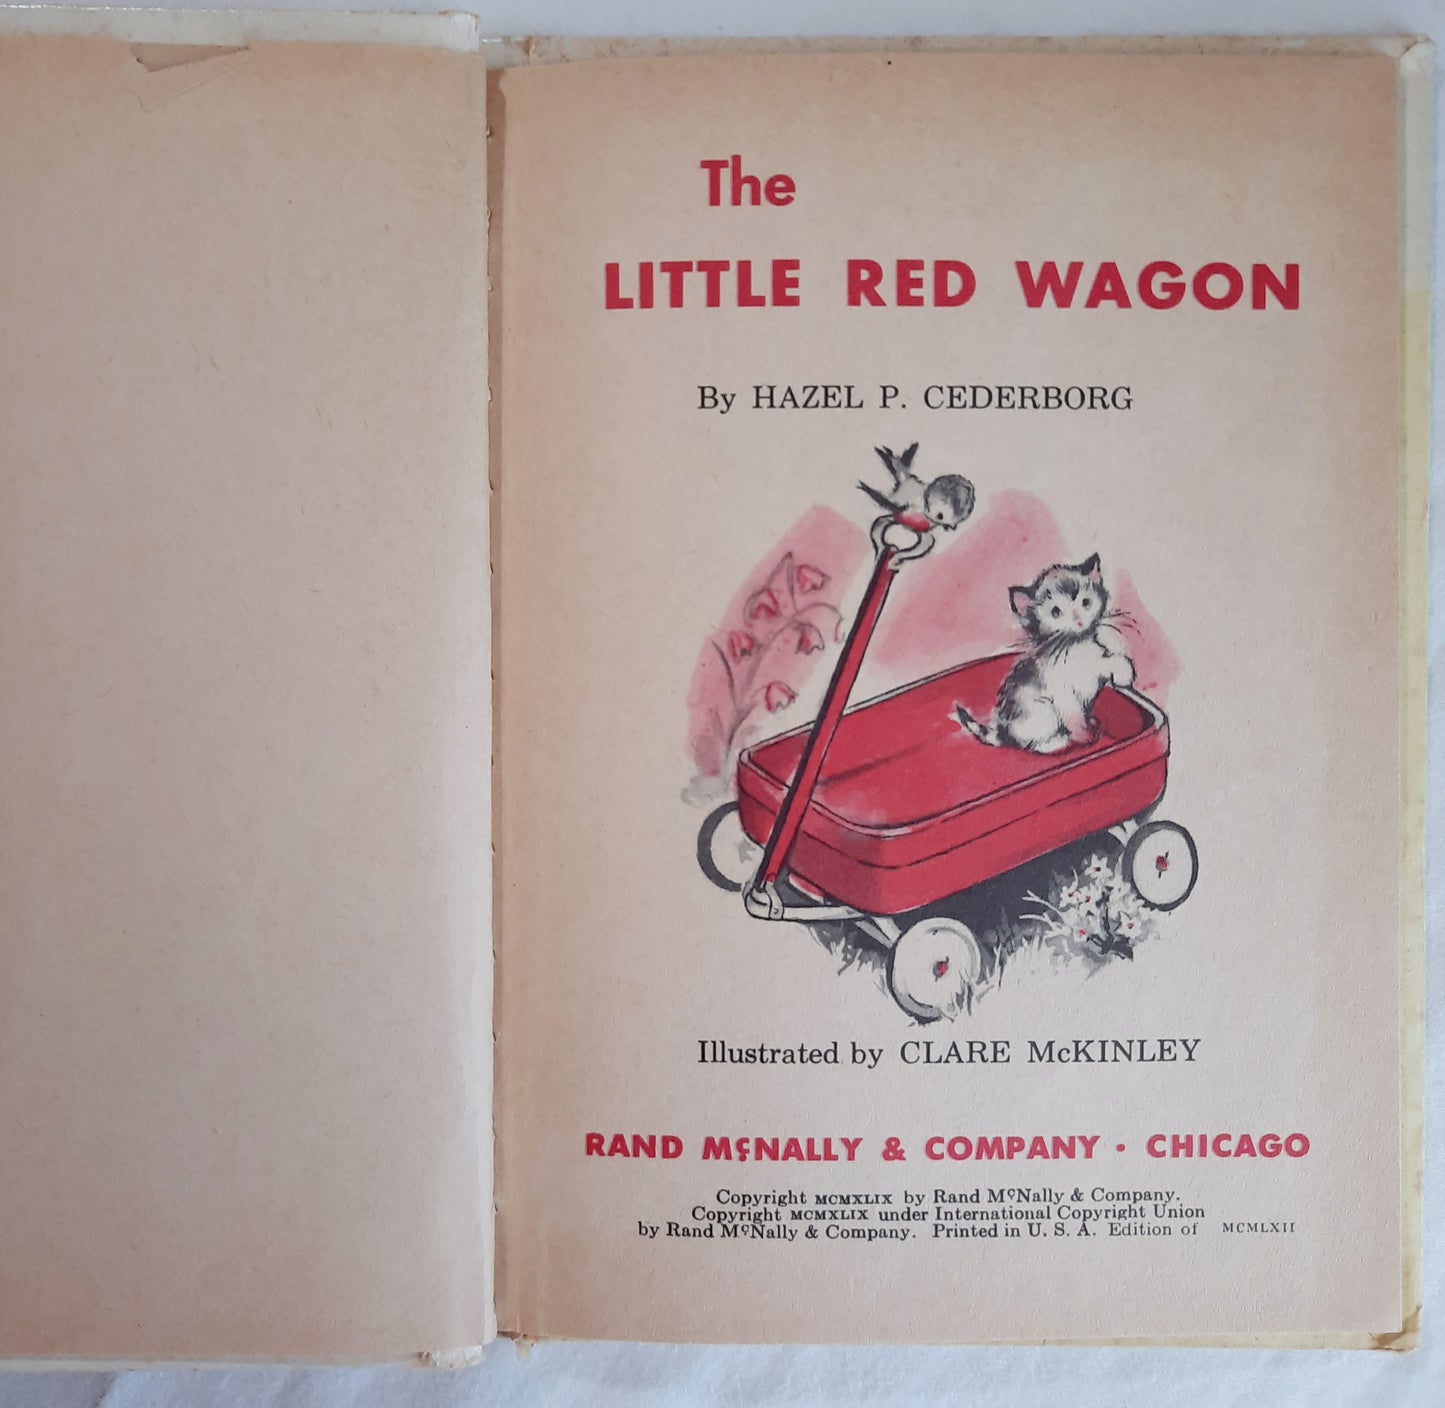 The
LITTLE RED WAGON
By HAZEL P. CEDERBORG
Illustrated by CLARE McKINLEY
RAND McNALLY & COMPANY · CHICAGO
Copyright MCMXLIX by Rand McNally & Company.
Copyright MCMXLIX under International Copyright Union
by Rand McNally & Company. Printed in U. S. A. Edition of MCMLXII